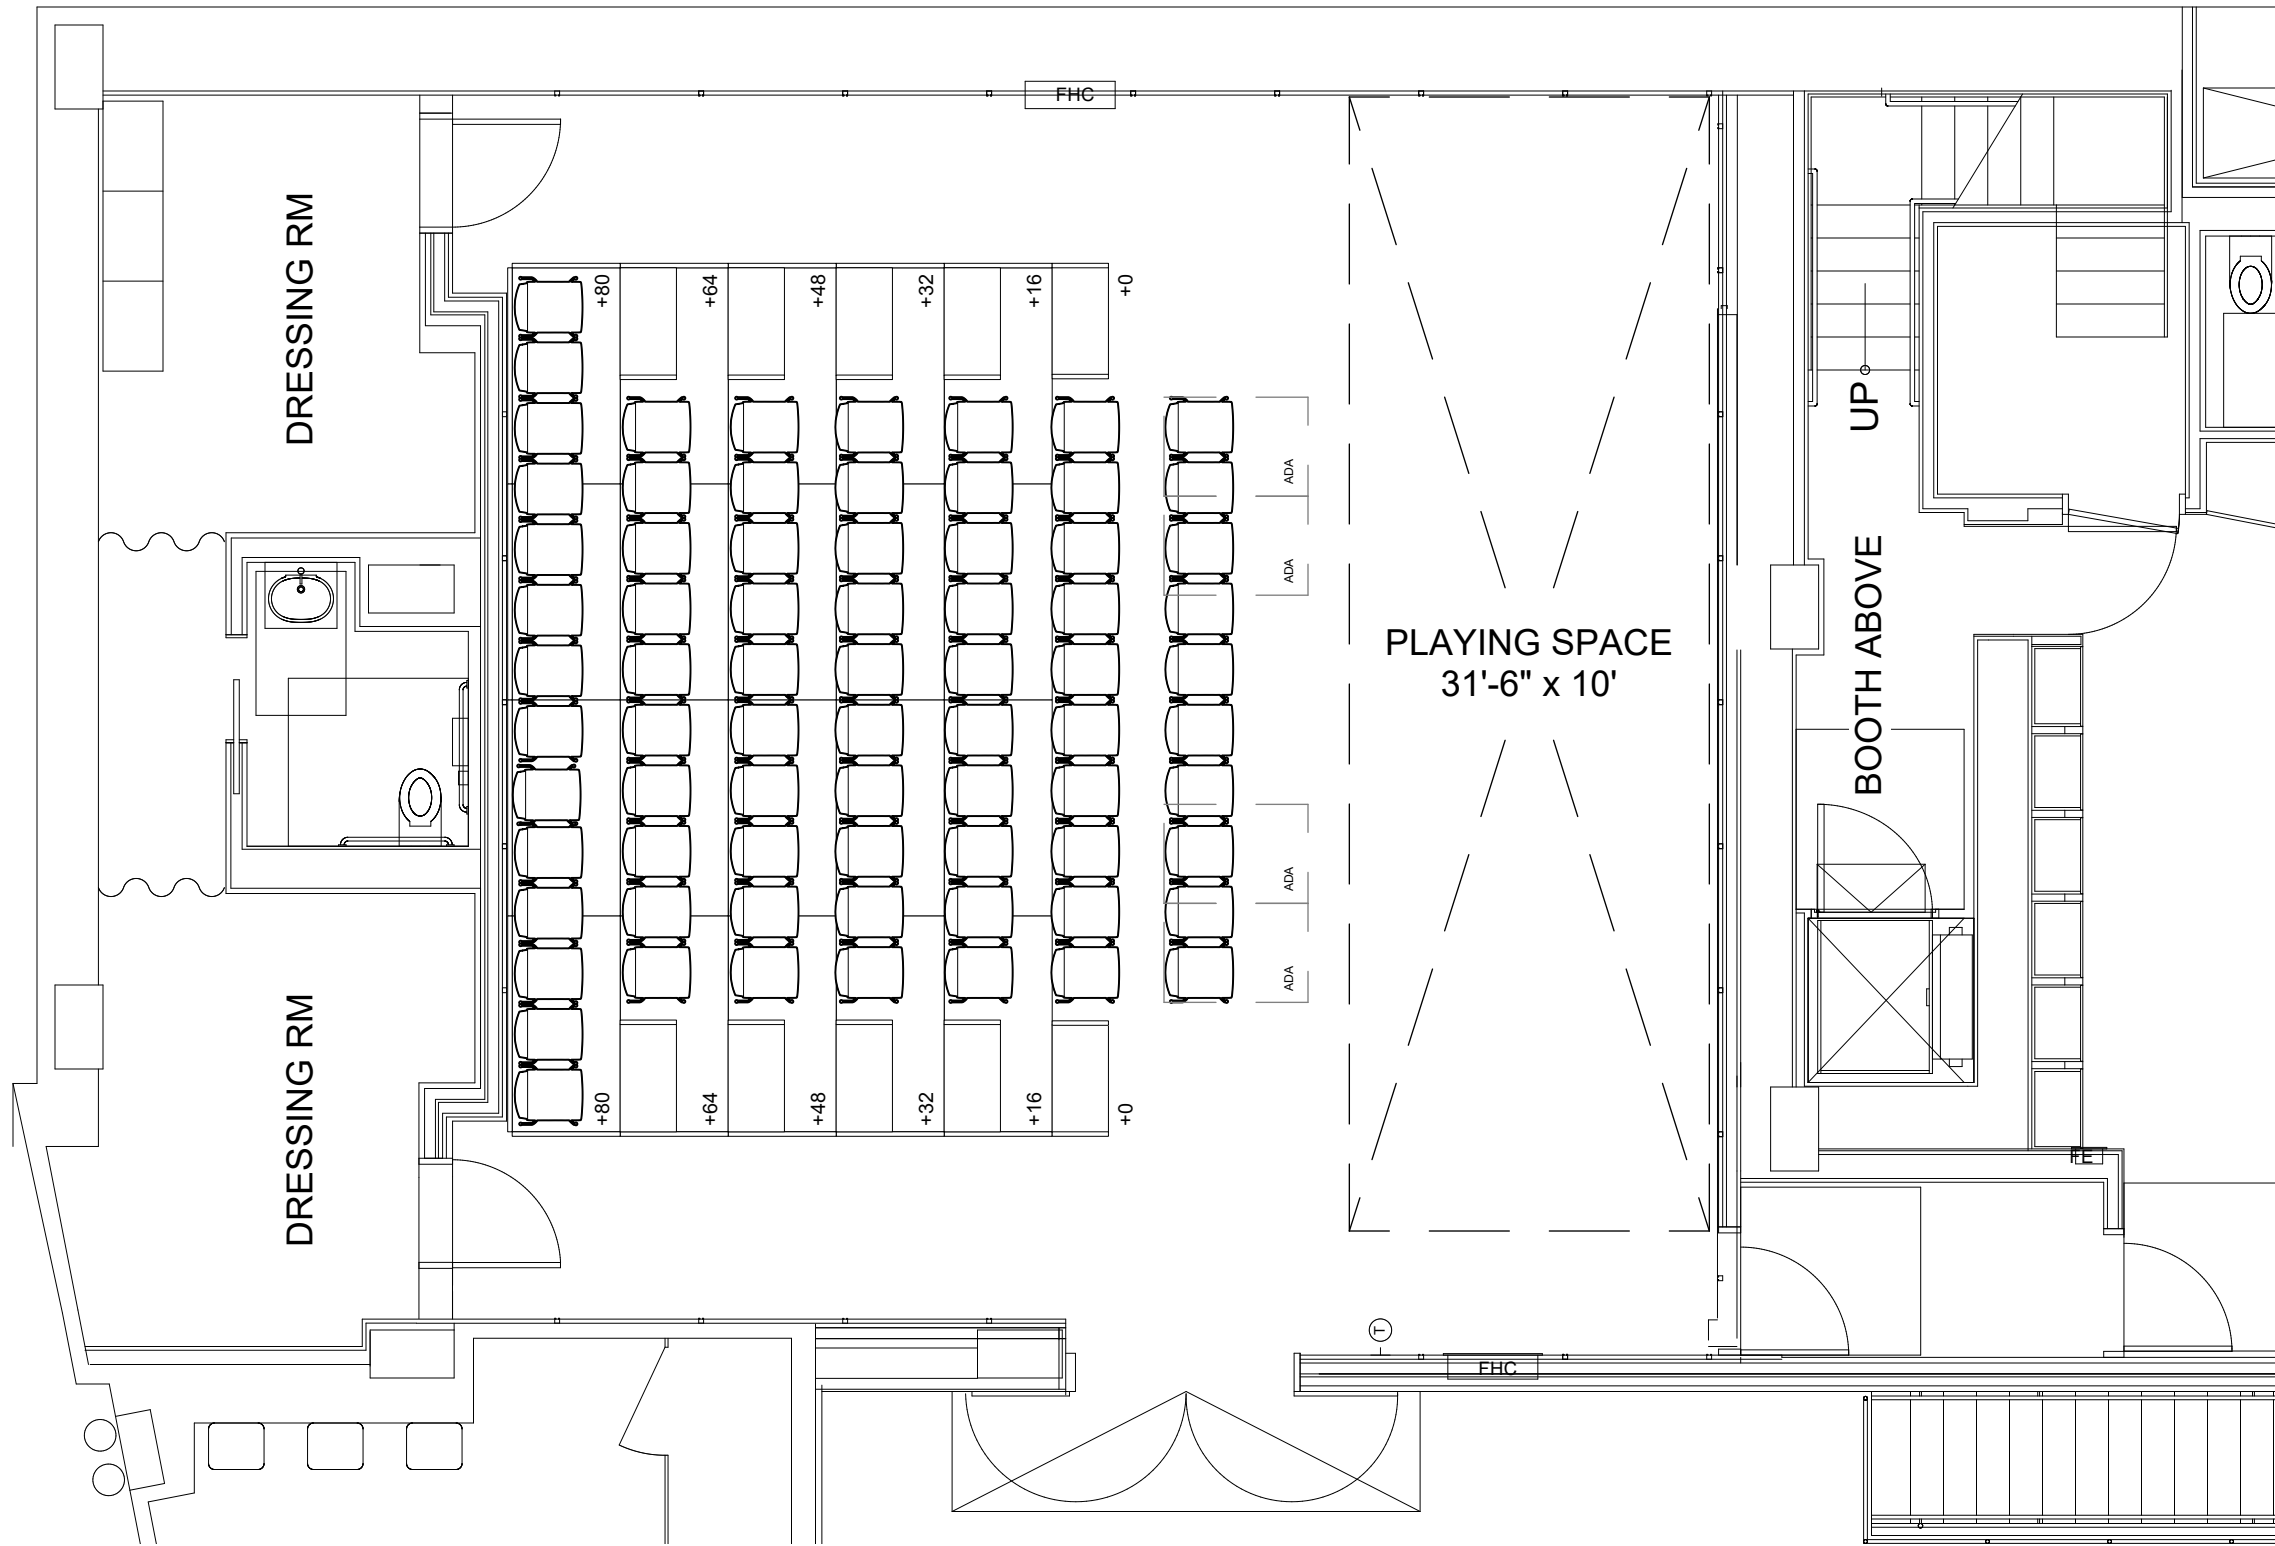 FHC
DRESSING RM
+80
+64
+48
+32
+16
+0
UP
ADA
ADA
PLAYING SPACE
31'-6" x 10'
BOOTH ABOVE
ADA
ADA
DRESSING RM
+80
+64
+48
+32
+16
+0
FE
T
FHC